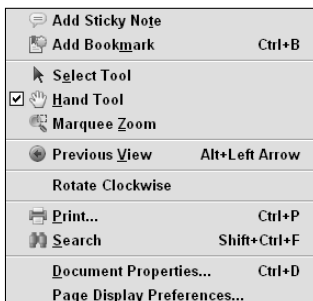 Add Sticky Note
Add Bookmark Ctrl+B
Select Tool
Hand Tool
Marquee Zoom
Previous View Alt+Left Arrow
Rotate Clockwise
Print... Ctrl+P
Search Shift+Ctrl+F
Document Properties... Ctrl+D
Page Display Preferences...